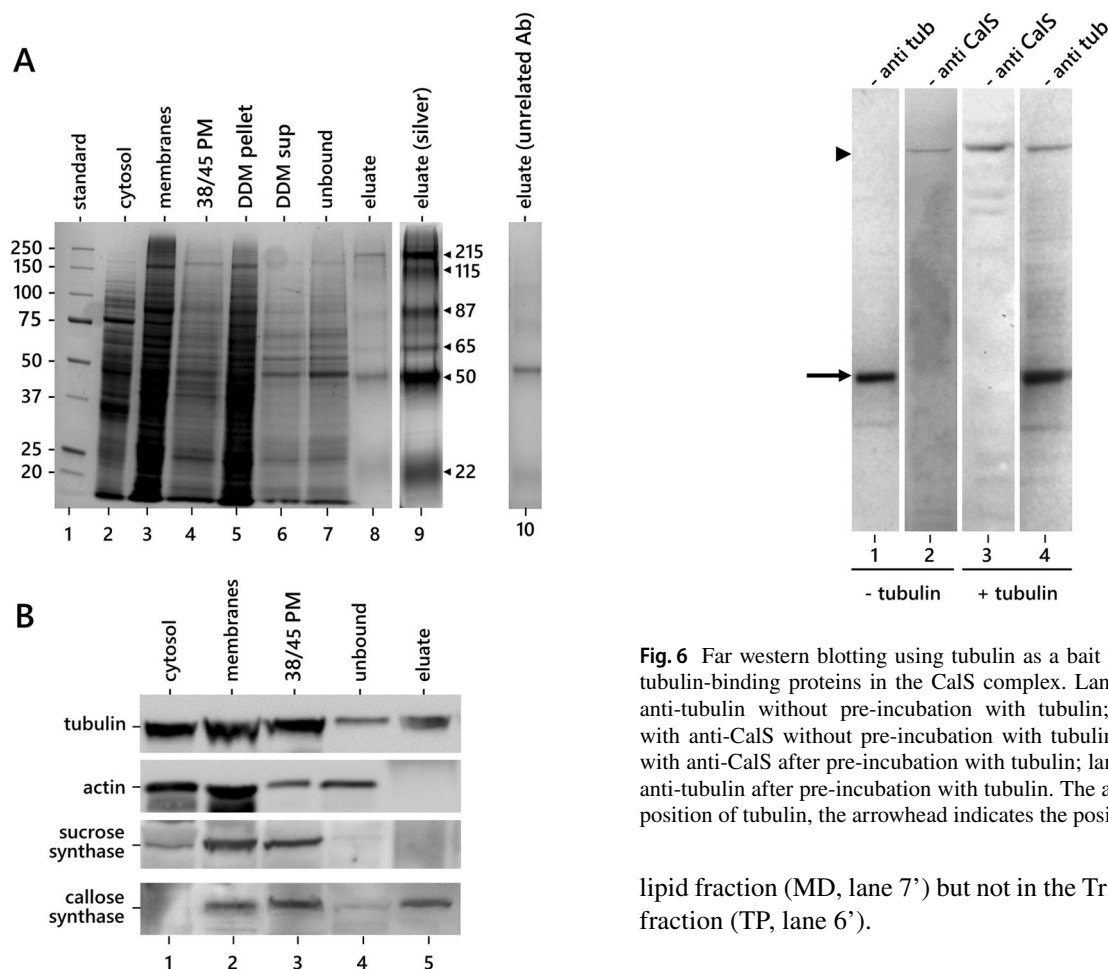 A
standard
cytosol
membranes
38/45 PM
DDM pellet
DDM sup
unbound
eluate
eluate (silver)
eluate (unrelated Ab)
250
150
100
75
50
37
25
20
215
115
87
65
50
22
1 2 3 4 5 6 7 8 9 10
B
cytosol
membranes
38/45 PM
unbound
eluate
tubulin
actin
sucrose
synthase
callose
synthase
1 2 3 4 5
- anti tub
- anti CalS
- anti CalS
- anti tub
1 2 3 4
- tubulin + tubulin
Fig. 6 Far western blotting using tubulin as a bait
tubulin-binding proteins in the CalS complex. Lan
anti-tubulin without pre-incubation with tubulin;
with anti-CalS without pre-incubation with tubulin
with anti-CalS after pre-incubation with tubulin; lan
anti-tubulin after pre-incubation with tubulin. The a
position of tubulin, the arrowhead indicates the posi
lipid fraction (MD, lane 7’) but not in the Tr
fraction (TP, lane 6’).